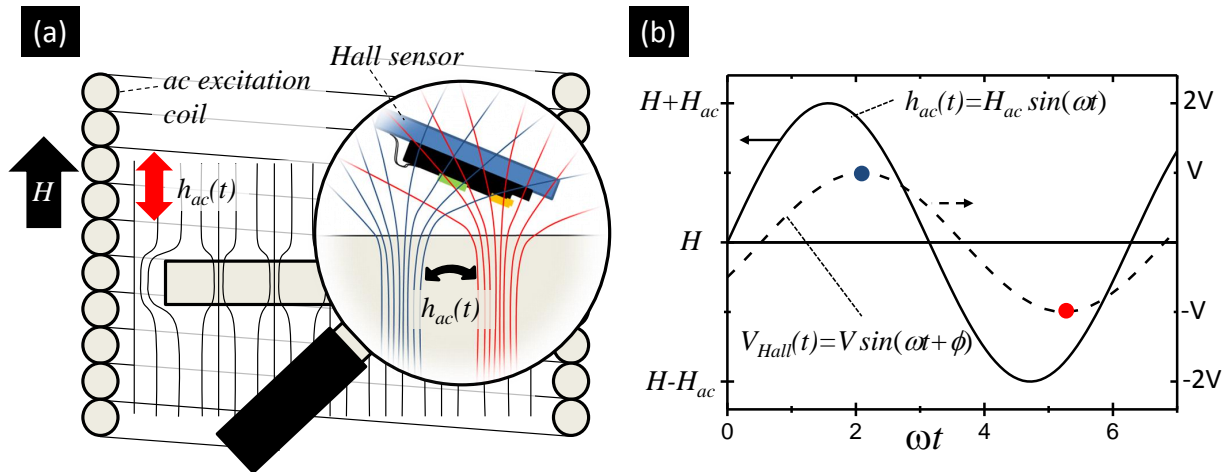 (a)
Hall sensor
ac excitation
coil
H
h_ac(t)
h_ac(t)
(b)
H+H_ac
H
H-H_ac
2V
V
-V
-2V
h_ac(t)=H_ac sin(ωt)
V_Hall(t)=V sin(ωt+ϕ)
0
2
4
6
ωt